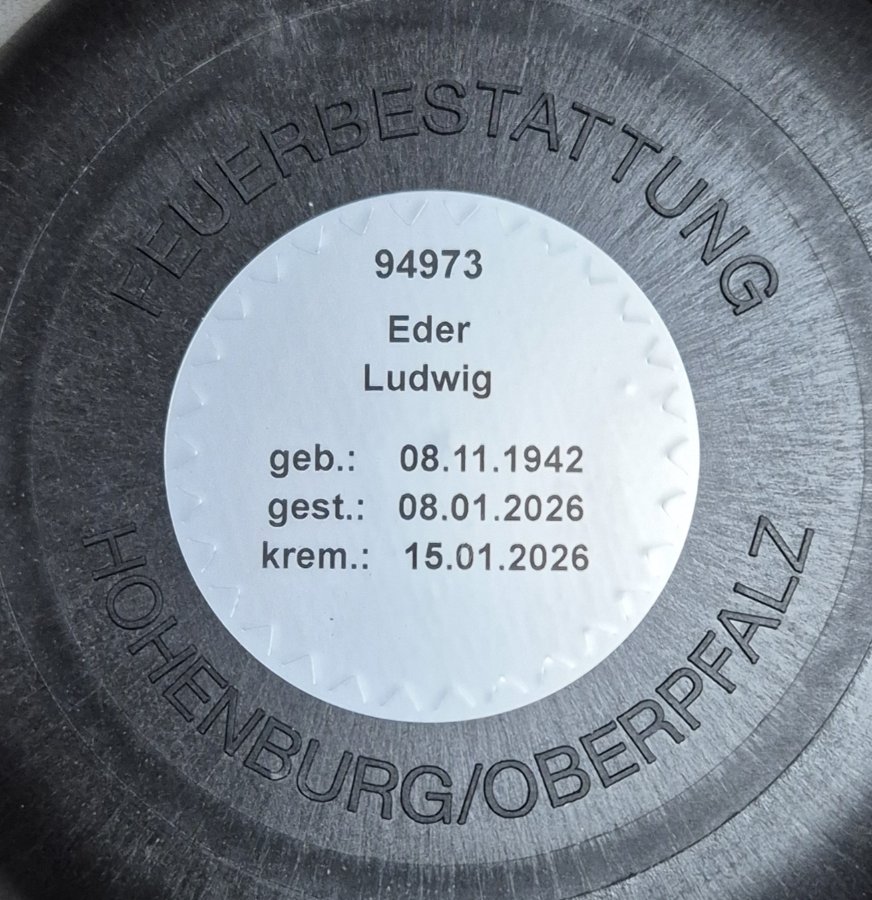 FEUERBESTATTUNG
94973
Eder
Ludwig
geb.: 08.11.1942
gest.: 08.01.2026
krem.: 15.01.2026
HOHENBURG/OBERPFALZ